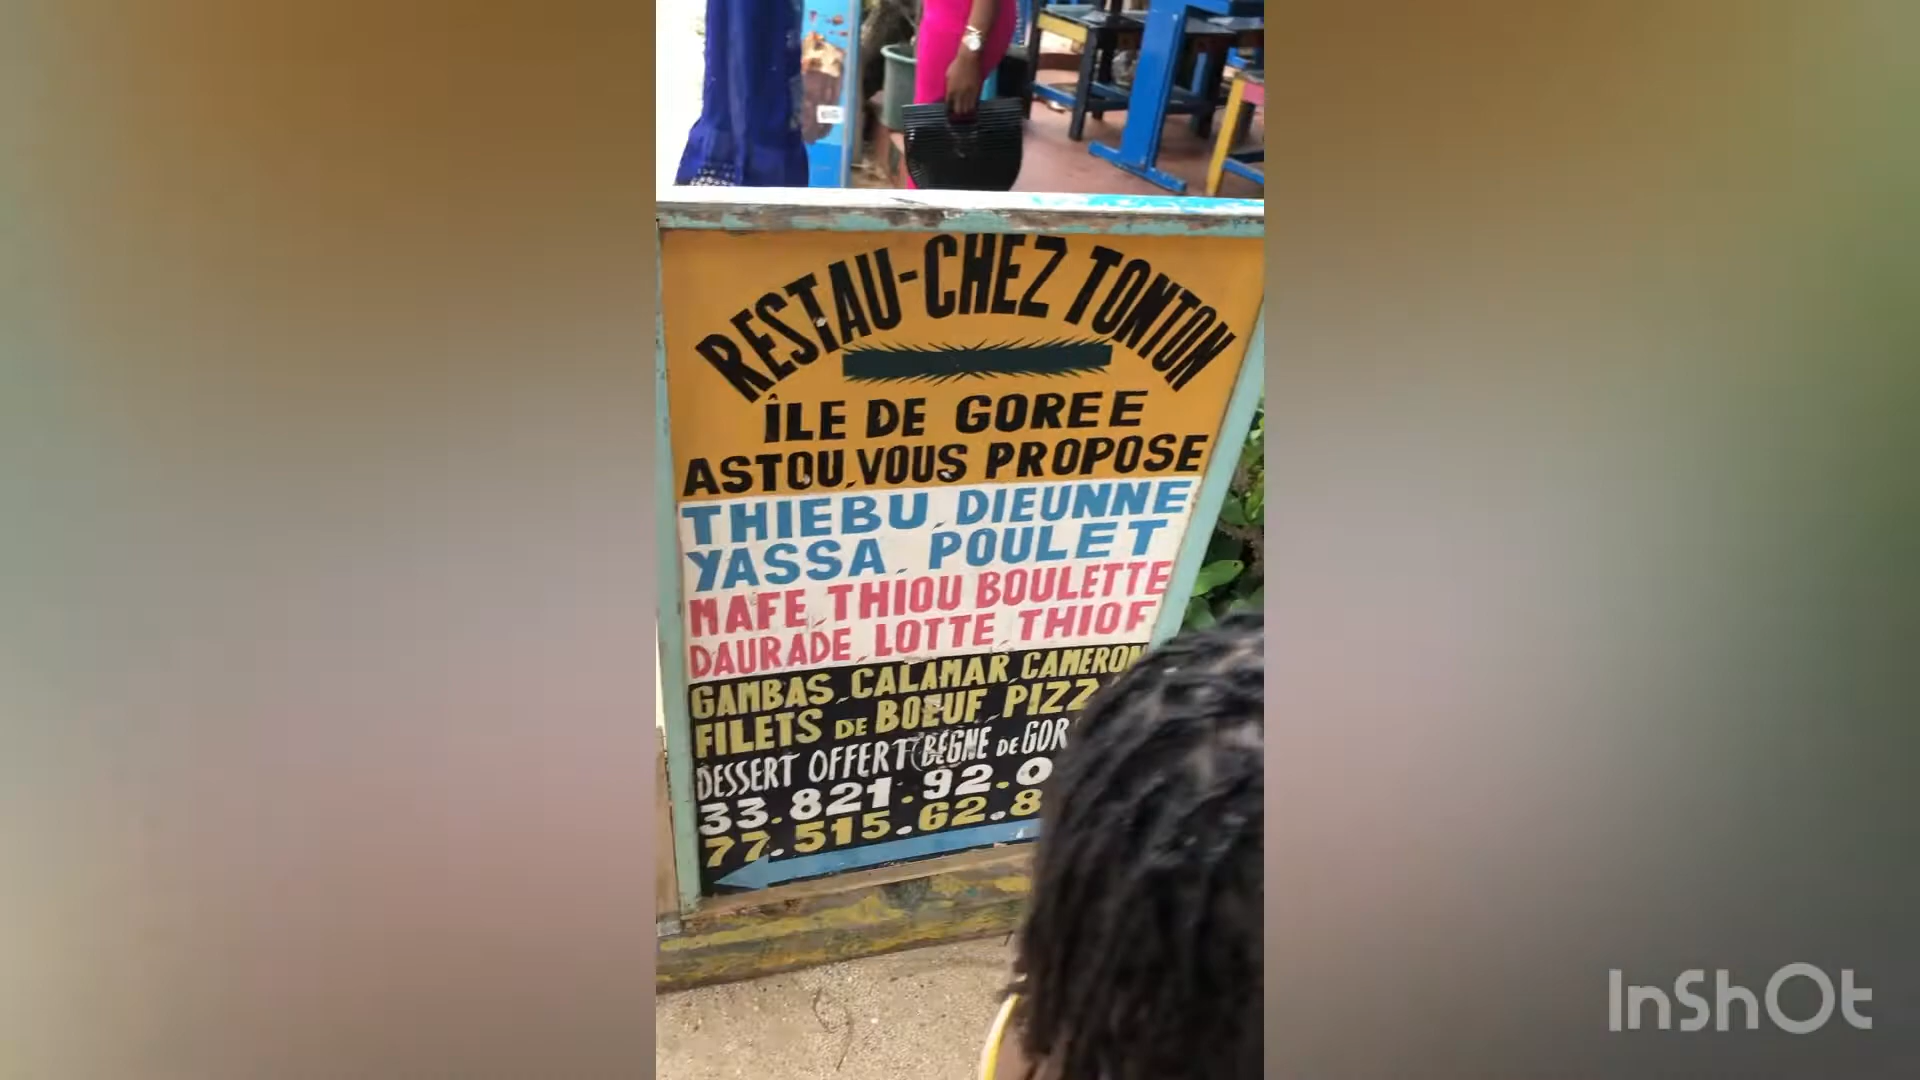 RESTAU-CHEZ TONTON
ÎLE DE GOREE
ASTOU, VOUS PROPOSE
THIEBU, DIEUNNE
YASSA, POULET
MAFE, THIOU BOULETTE
DAURADE, LOTTE, THIOF
GAMBAS, CALAMAR, CAMERON
FILETS DE BOEUF, PIZZ
DESSERT OFFERT (BEGNE DE GOR
33.821.92.0
77.515.62.8
InShOt